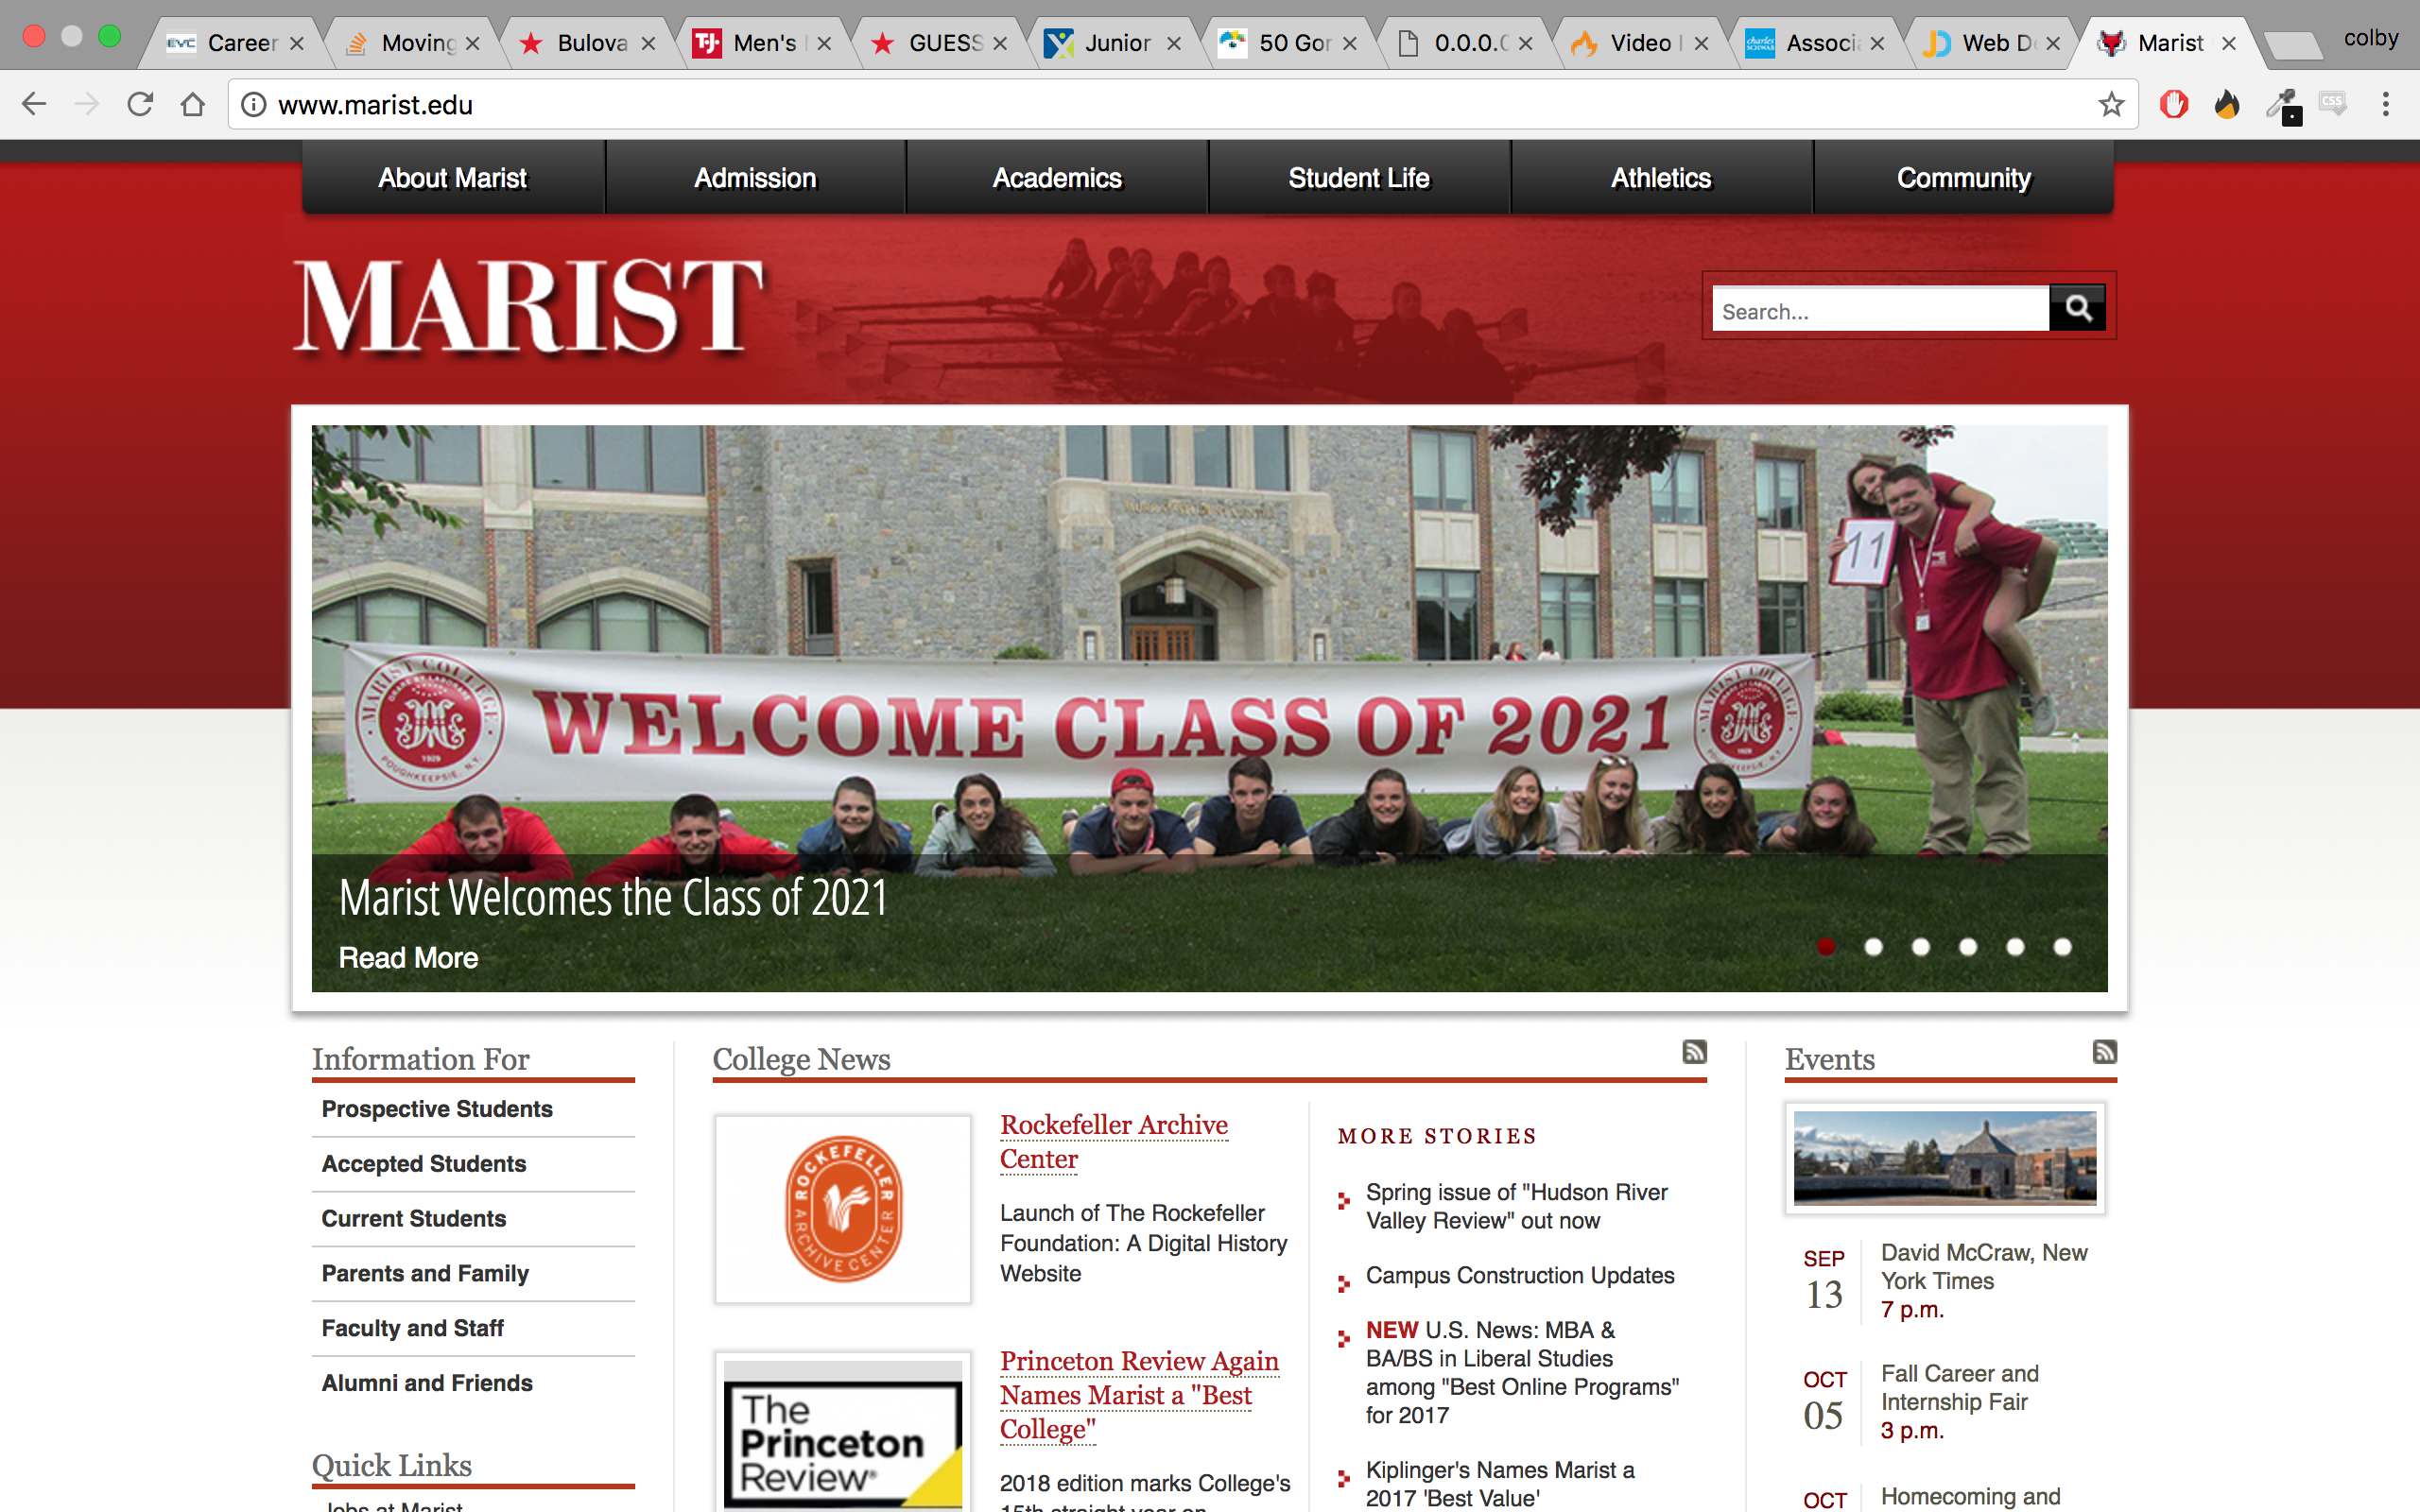 Career
Moving
Bulova
Men's
GUESS
Junior
50 Gor
0.0.0.0
Video
Associ
Web D
Marist
colby
www.marist.edu
About Marist
Admission
Academics
Student Life
Athletics
Community
MARIST
Search...
11
MARIST COLLEGE
1929
POUGHKEEPSIE, N.Y.
WELCOME CLASS OF 2021
MARIST COLLEGE
1929
Marist Welcomes the Class of 2021
Read More
Information For
Prospective Students
Accepted Students
Current Students
Parents and Family
Faculty and Staff
Alumni and Friends
Quick Links
Jobs at Marist
College News
ROCKEFELLER
ARCHIVE CENTER
Rockefeller Archive
Center
Launch of The Rockefeller
Foundation: A Digital History
Website
The
Princeton
Review®
Princeton Review Again
Names Marist a "Best
College"
2018 edition marks College's
15th straight year on
MORE STORIES
Spring issue of "Hudson River
Valley Review" out now
Campus Construction Updates
NEW U.S. News: MBA &
BA/BS in Liberal Studies
among "Best Online Programs"
for 2017
Kiplinger's Names Marist a
2017 'Best Value'
Events
SEP
13
David McCraw, New
York Times
7 p.m.
OCT
05
Fall Career and
Internship Fair
3 p.m.
OCT
Homecoming and